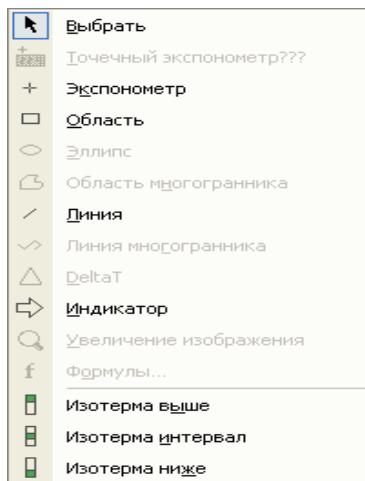 Выбрать
Точечный экспонометр???
Экспонометр
Область
Эллипс
Область многогранника
Линия
Линия многогранника
DeltaT
Индикатор
Увеличение изображения
f Формулы...
Изотерма выше
Изотерма интервал
Изотерма ниже